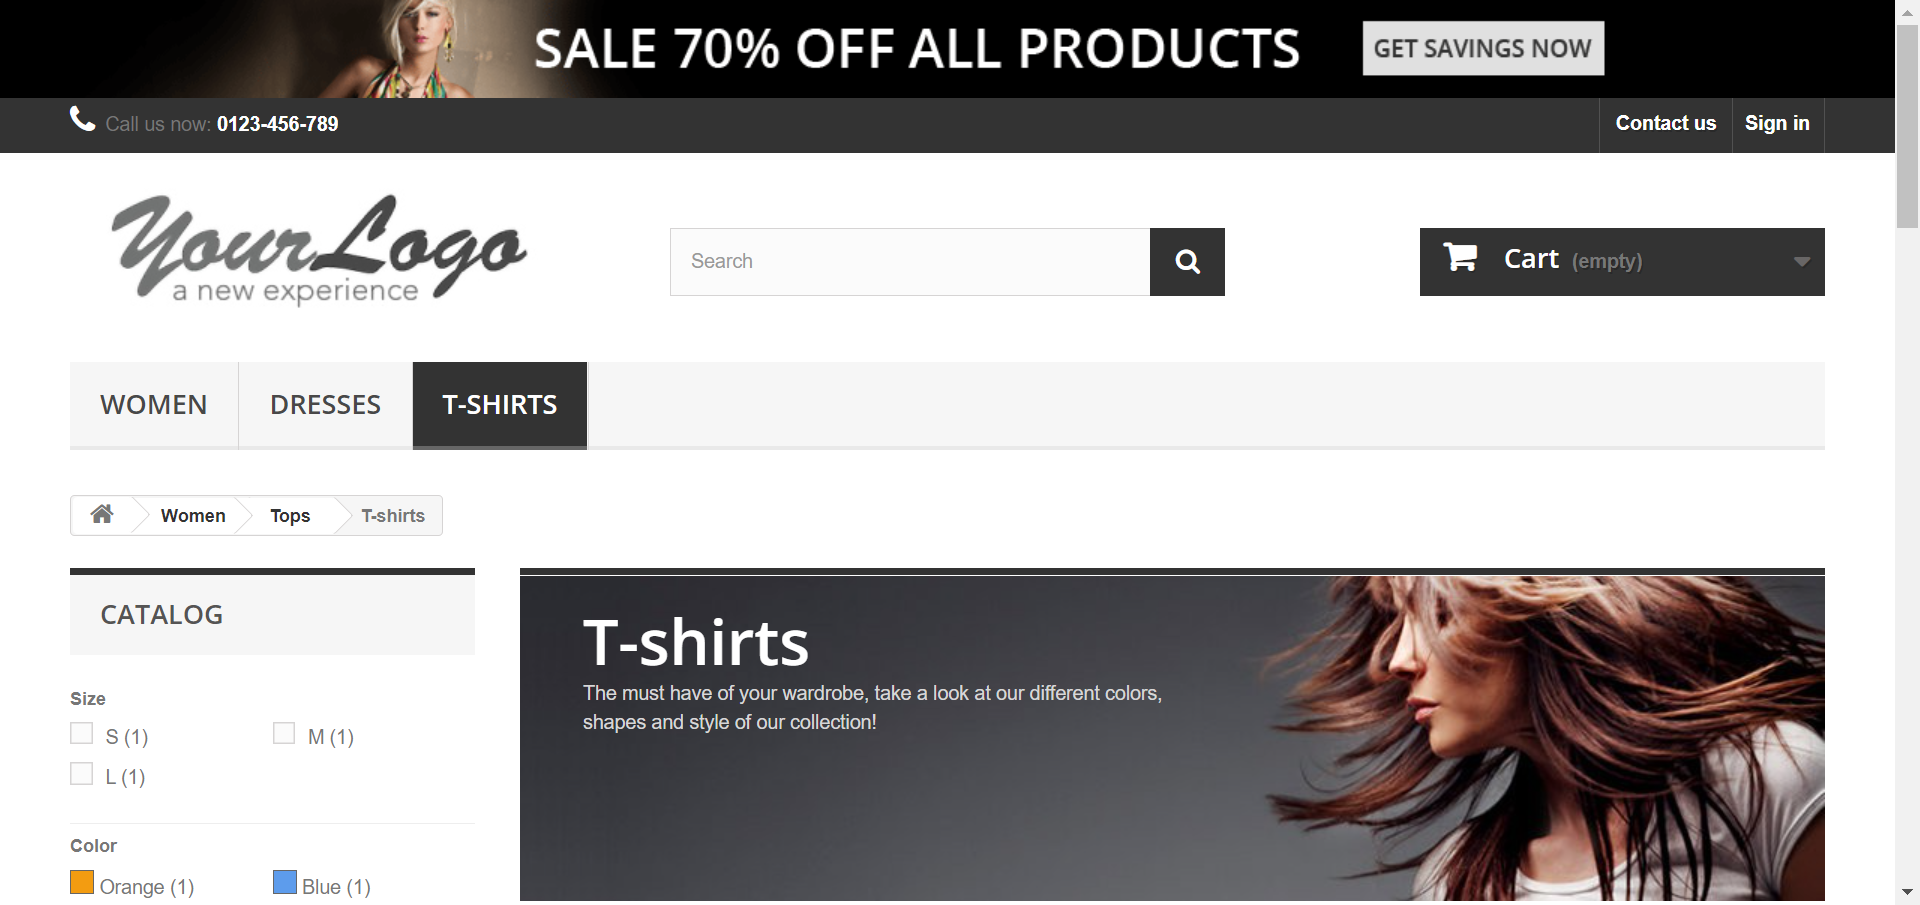 SALE 70% OFF ALL PRODUCTS
GET SAVINGS NOW
Call us now: 0123-456-789
Contact us
Sign in
YourLogo
a new experience
Search
Cart (empty)
WOMEN
DRESSES
T-SHIRTS
Women
Tops
T-shirts
CATALOG
Size
S (1)
M (1)
L (1)
Color
Orange (1)
Blue (1)
T-shirts
The must have of your wardrobe, take a look at our different colors,
shapes and style of our collection!